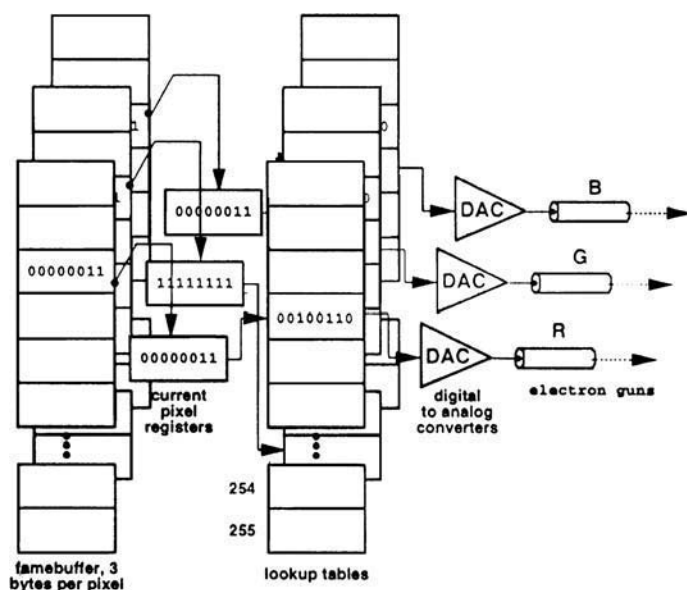 1
0
B
DAC
1
0
00000011
G
DAC
00000011
11111111
00100110
R
DAC
00000011
current
pixel
registers
digital
to analog
converters
electron guns
254
255
famebuffer, 3
bytes per pixel
lookup tables